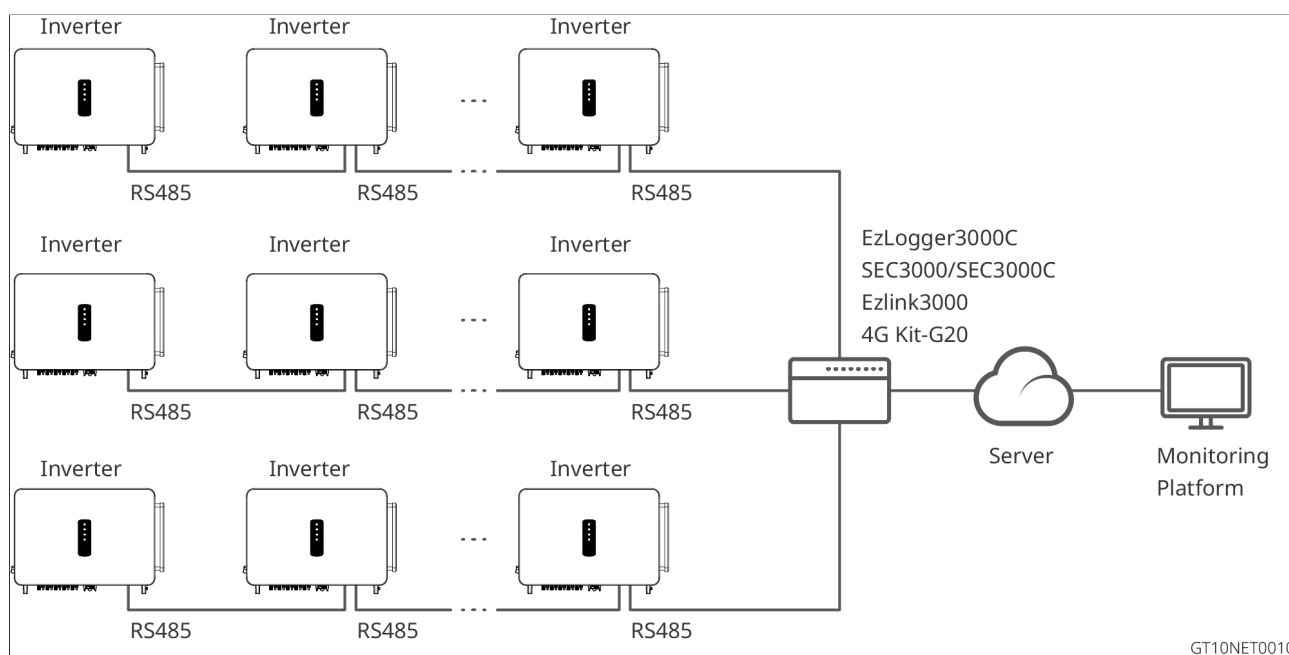 Inverter Inverter Inverter
RS485 RS485 RS485
EzLogger3000C
SEC3000/SEC3000C
Ezlink3000
4G Kit-G20
Inverter Inverter Inverter
RS485 RS485 RS485
Server
Monitoring
Platform
Inverter Inverter Inverter
RS485 RS485 RS485
GT10NET0010